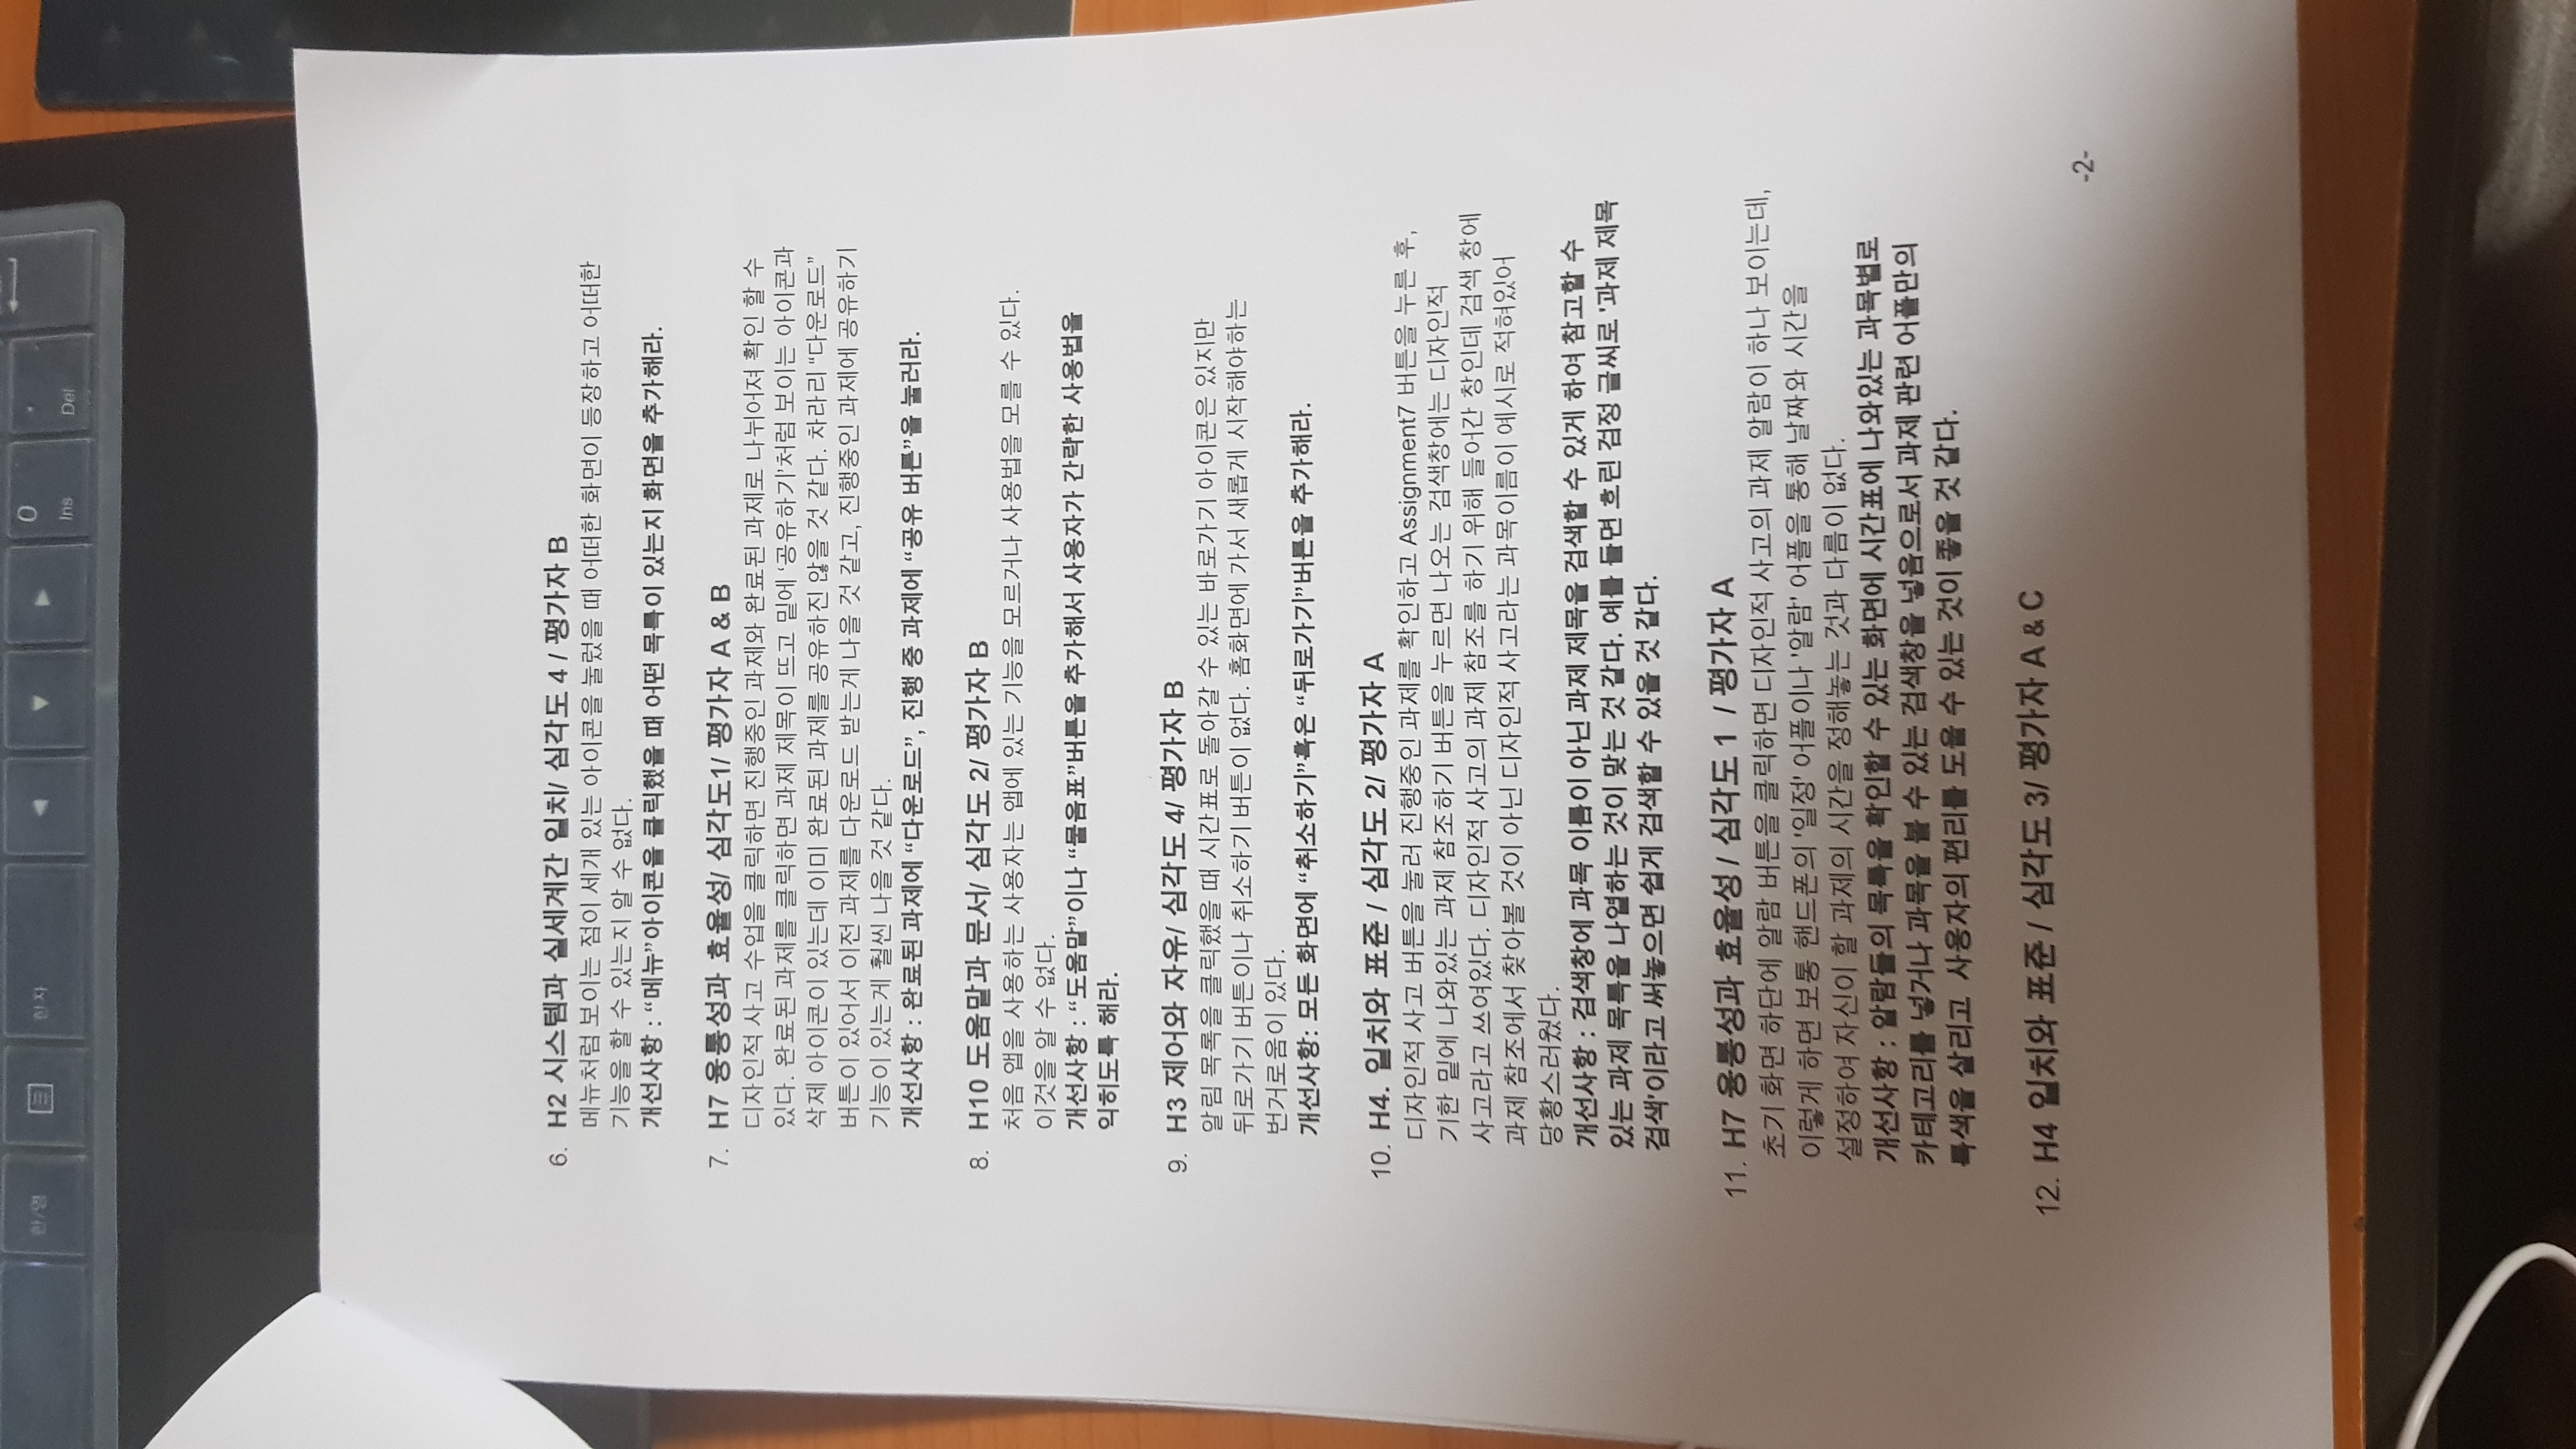 한/영
한자
0
Ins
Del
6. H2 시스템과 실세계간 일치/ 심각도 4 / 평가자 B
메뉴처럼 보이는 점이 세개 있는 아이콘을 눌렀을 때 어떠한 화면이 등장하고 어떠한
기능을 할 수 있는지 알 수 없다.
개선사항 : “메뉴”아이콘을 클릭했을 때 어떤 목록이 있는지 화면을 추가해라.
7. H7 융통성과 효율성/ 심각도1/ 평가자 A & B
디자인적 사고 수업을 클릭하면 진행중인 과제와 완료된 과제로 나뉘어져 확인 할 수
있다. 완료된 과제를 클릭하면 과제 제목이 뜨고 밑에 ‘공유하기’처럼 보이는 아이콘과
삭제 아이콘이 있는데 이미 완료된 과제를 공유하진 않을 것 같다. 차라리 “다운로드”
버튼이 있어서 이전 과제를 다운로드 받는게 나을 것 같고, 진행중인 과제에 공유하기
기능이 있는게 훨씬 나을 것 같다.
개선사항 : 완료된 과제에 “다운로드”, 진행 중 과제에 “공유 버튼”을 눌러라.
8. H10 도움말과 문서/ 심각도 2/ 평가자 B
처음 앱을 사용하는 사용자는 앱에 있는 기능을 모르거나 사용법을 모를 수 있다.
이것을 알 수 없다.
개선사항 : “도움말”이나 “물음표”버튼을 추가해서 사용자가 간략한 사용법을
익히도록 해라.
9. H3 제어와 자유/ 심각도 4/ 평가자 B
알림 목록을 클릭했을 때 시간표로 돌아갈 수 있는 바로가기 아이콘은 있지만
뒤로가기 버튼이나 취소하기 버튼이 없다. 홈화면에 가서 새롭게 시작해야하는
번거로움이 있다.
개선사항: 모든 화면에 “취소하기”혹은 “뒤로가기”버튼을 추가해라.
10. H4. 일치와 표준 / 심각도 2/ 평가자 A
디자인적 사고 버튼을 눌러 진행중인 과제를 확인하고 Assignment7 버튼을 누른 후,
기한 밑에 나와있는 과제 참조하기 버튼을 누르면 나오는 검색창에는 디자인적
사고라고 쓰여있다. 디자인적 사고의 과제 참조를 하기 위해 들어간 창인데 검색 창에
과제 참조에서 찾아볼 것이 아닌 디자인적 사고라는 과목이름이 예시로 적혀있어
당황스러웠다.
개선사항 : 검색창에 과목 이름이 아닌 과제 제목을 검색할 수 있게 하여 참고할 수
있는 과제 목록을 나열하는 것이 맞는 것 같다. 예를 들면 흐린 검정 글씨로 '과제 제목
검색'이라고 써놓으면 쉽게 검색할 수 있을 것 같다.
11. H7 융통성과 효율성 / 심각도 1 / 평가자 A
초기 화면 하단에 알람 버튼을 클릭하면 디자인적 사고의 과제 알람이 하나 보이는데,
이렇게 하면 보통 핸드폰의 '일정' 어플이나 '알람' 어플을 통해 날짜와 시간을
설정하여 자신이 할 과제의 시간을 정해놓는 것과 다름이 없다.
개선사항 : 알람들의 목록을 확인할 수 있는 화면에 시간표에 나와있는 과목별로
카테고리를 넣거나 과목을 볼 수 있는 검색창을 넣음으로서 과제 관련 어플만의
특색을 살리고 사용자의 편리를 도울 수 있는 것이 좋을 것 같다.
12. H4 일치와 표준 / 심각도 3/ 평가자 A & C
-2-